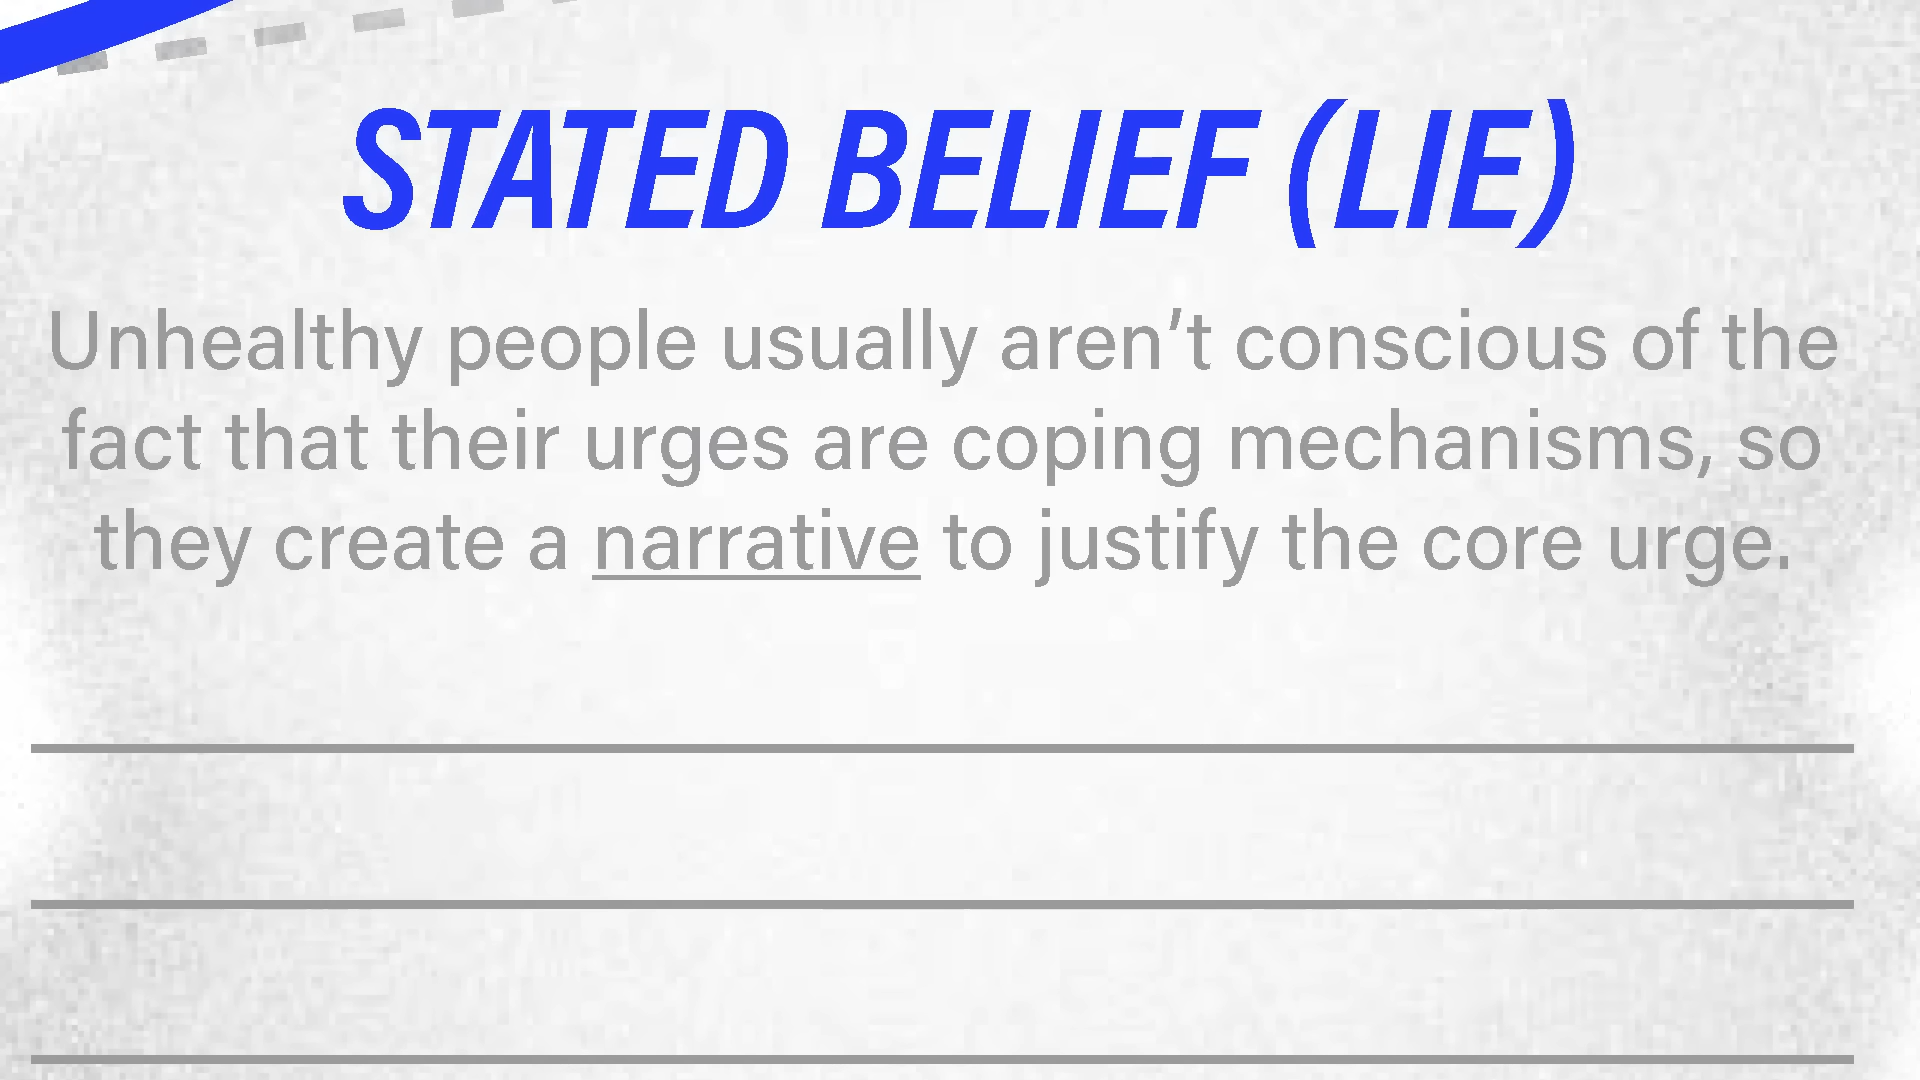 STATED BELIEF (LIE)
Unhealthy people usually aren’t conscious of the
fact that their urges are coping mechanisms, so
they create a narrative to justify the core urge.